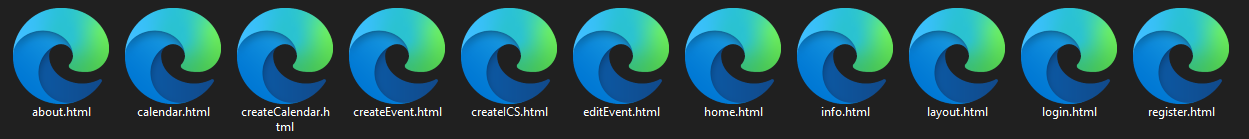 about.html
calendar.html
createCalendar.h
tml
createEvent.html
createICS.html
editEvent.html
home.html
info.html
layout.html
login.html
register.html